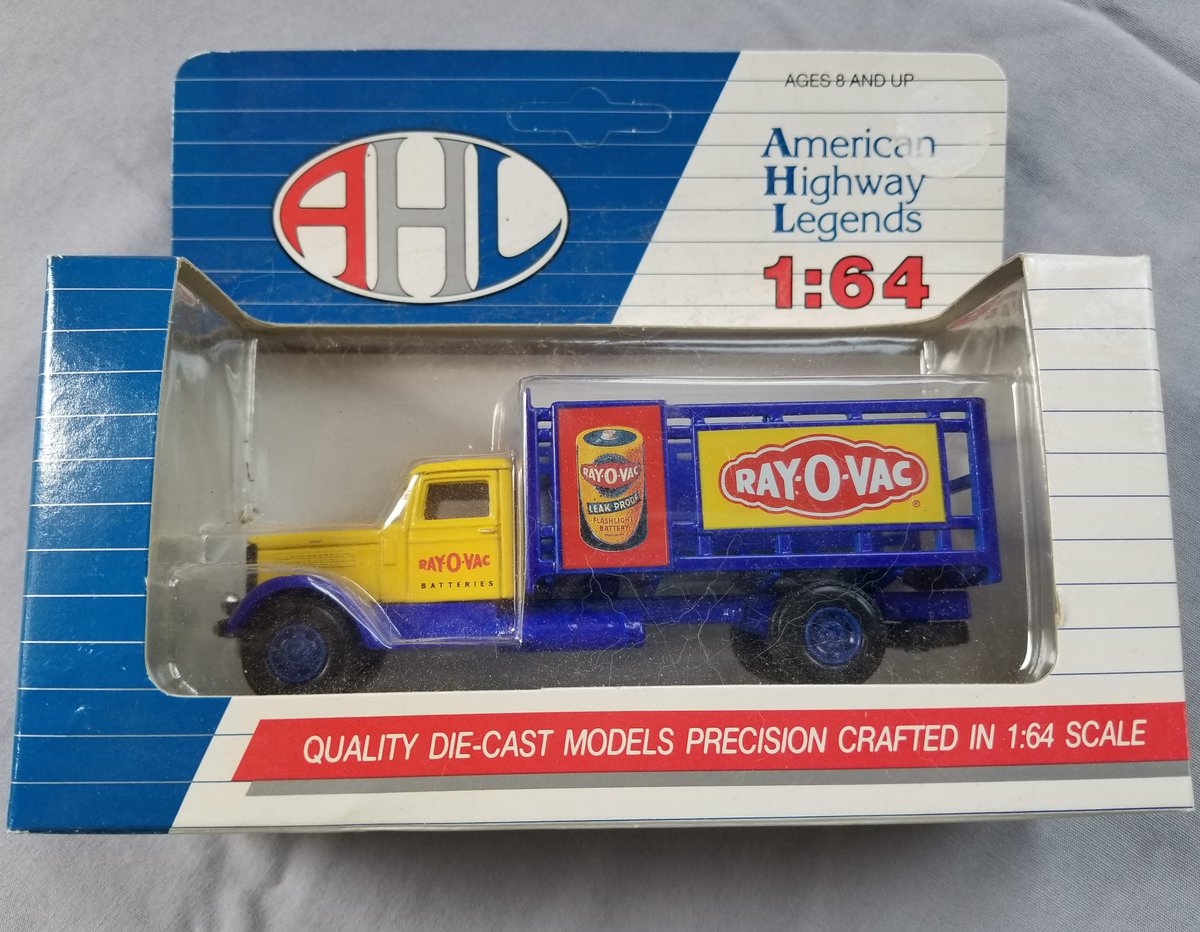 AGES 8 AND UP
AHL
American
Highway
Legends
1:64
RAY-O-VAC
LEAK PROOF
FLASHLIGHT
BATTERY
RAY-O-VAC
®
RAY-O-VAC
BATTERIES
QUALITY DIE-CAST MODELS PRECISION CRAFTED IN 1:64 SCALE